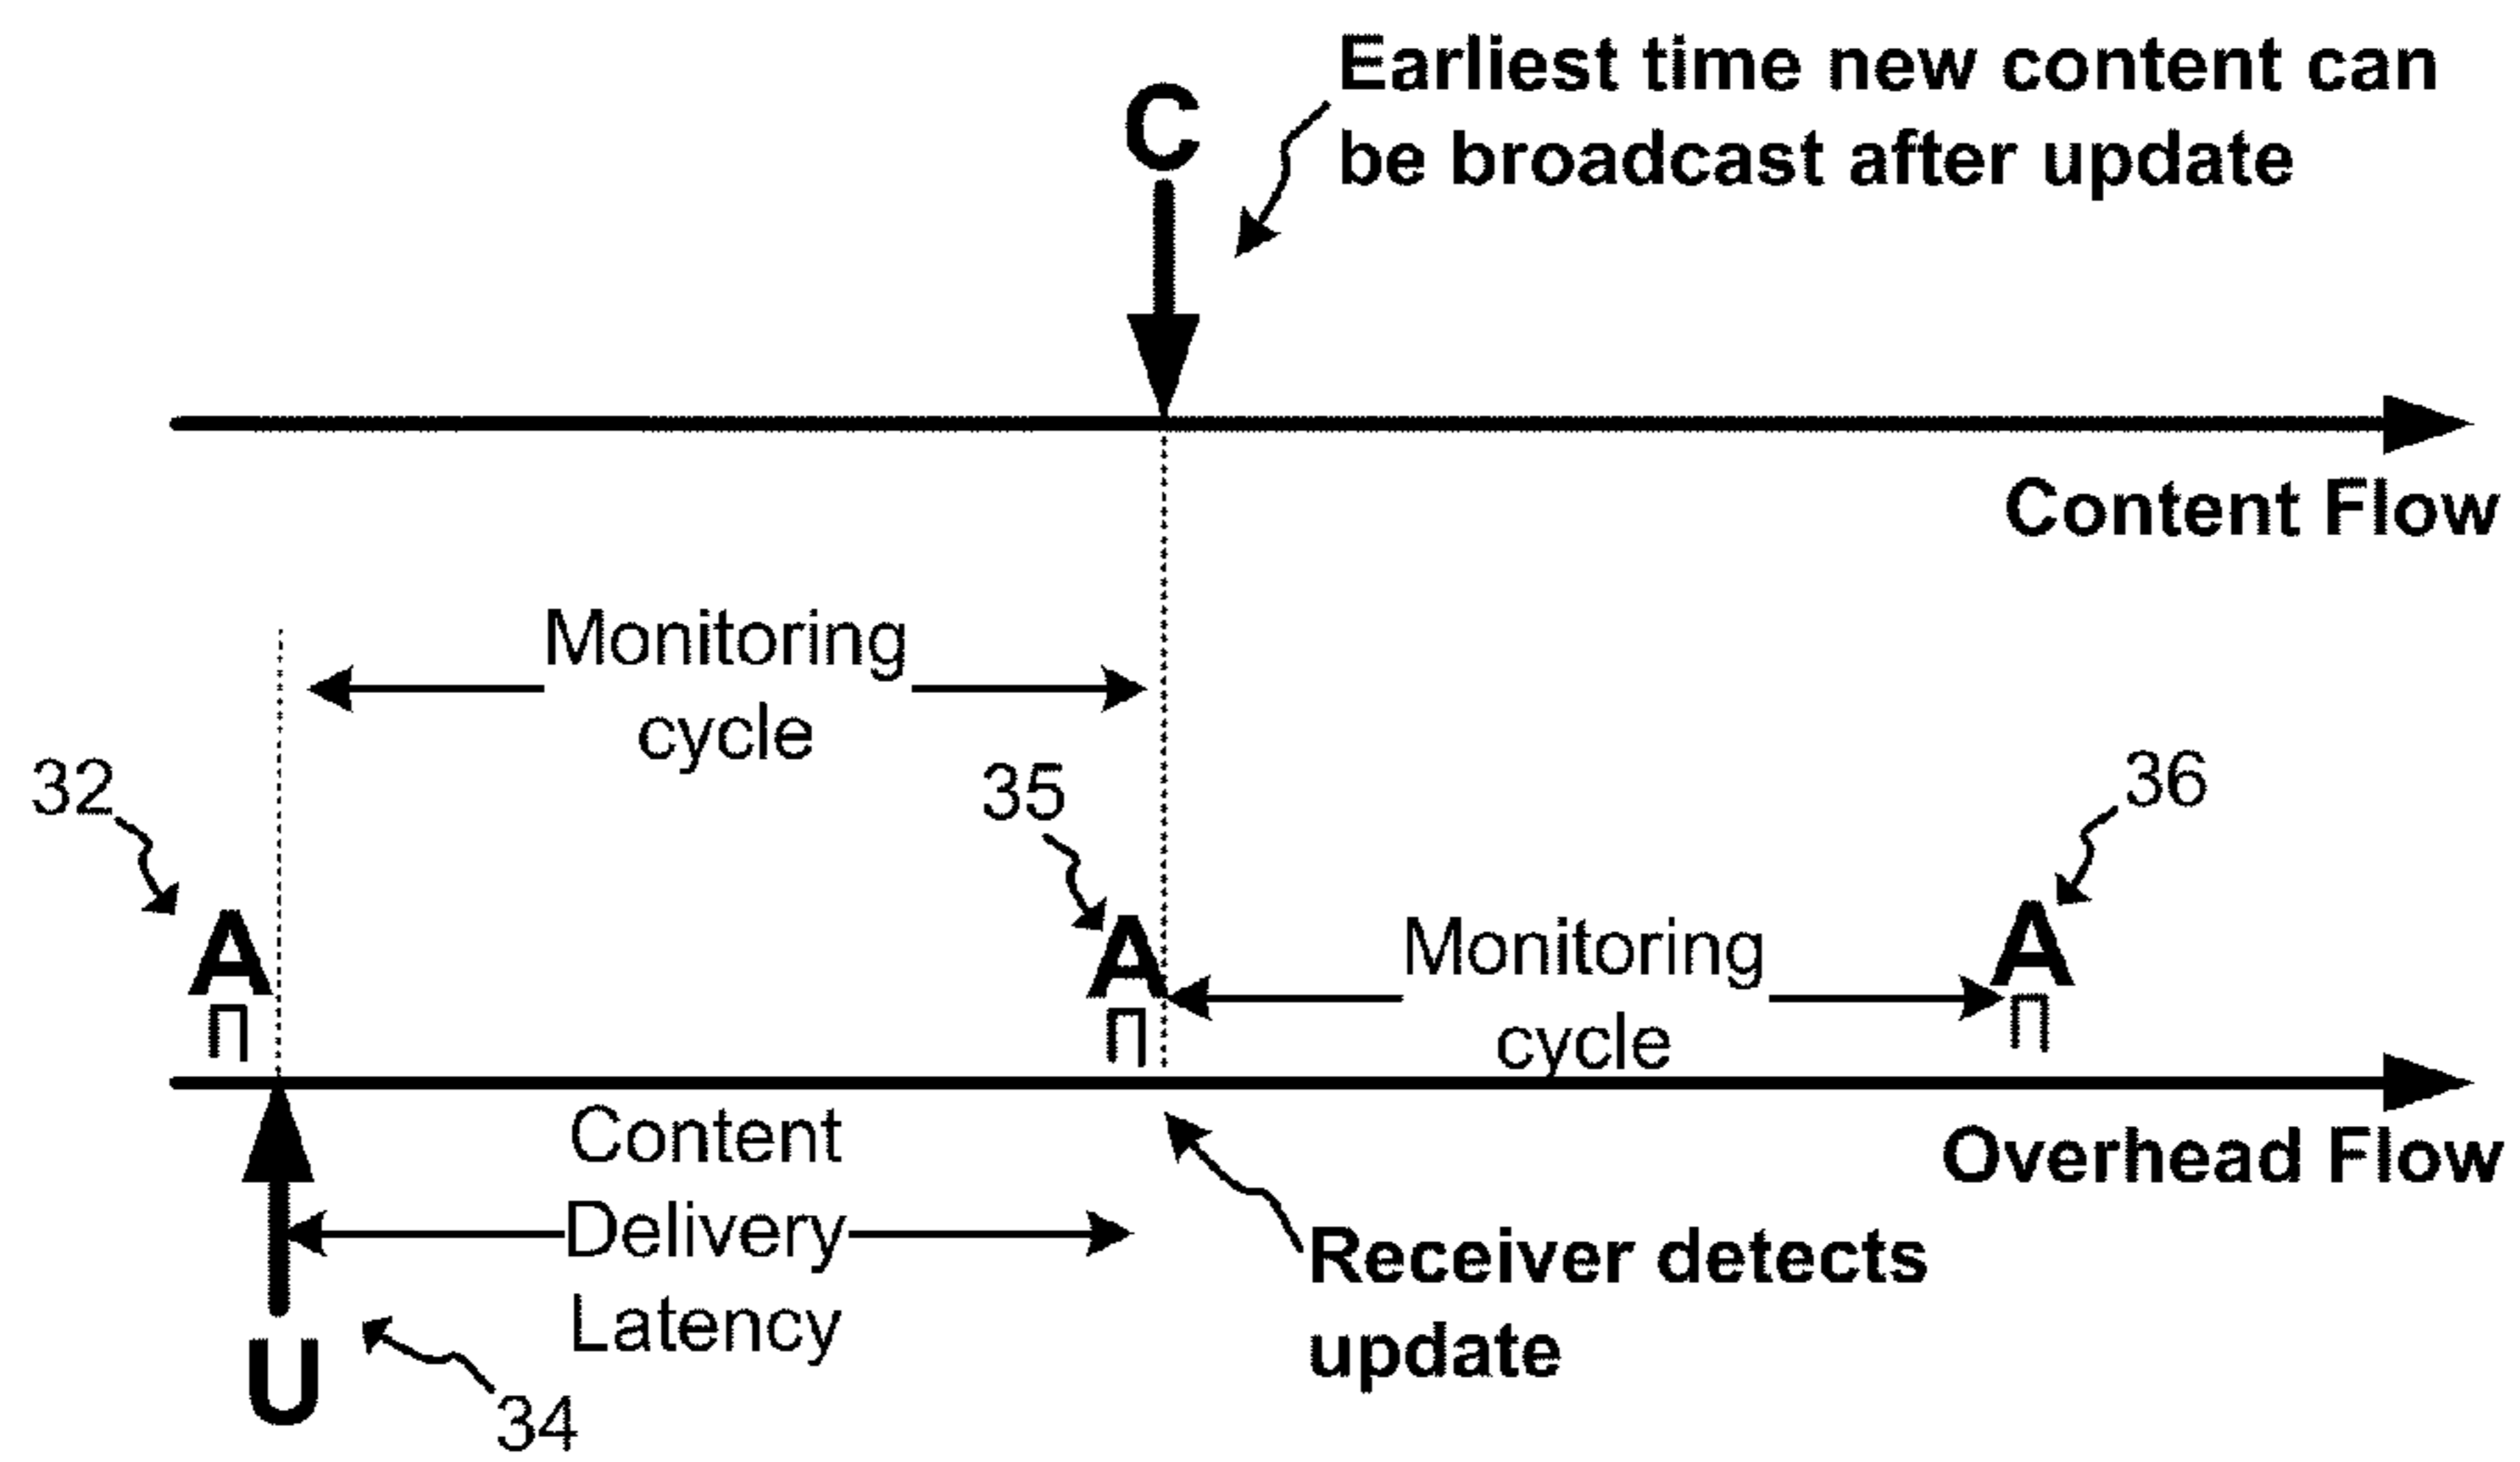 Earliest time new content can
be broadcast after update
C
Content Flow
Monitoring
cycle
32
35
36
A
A
A
Monitoring
cycle
Overhead Flow
Content
Delivery
Latency
Receiver detects
update
U
34